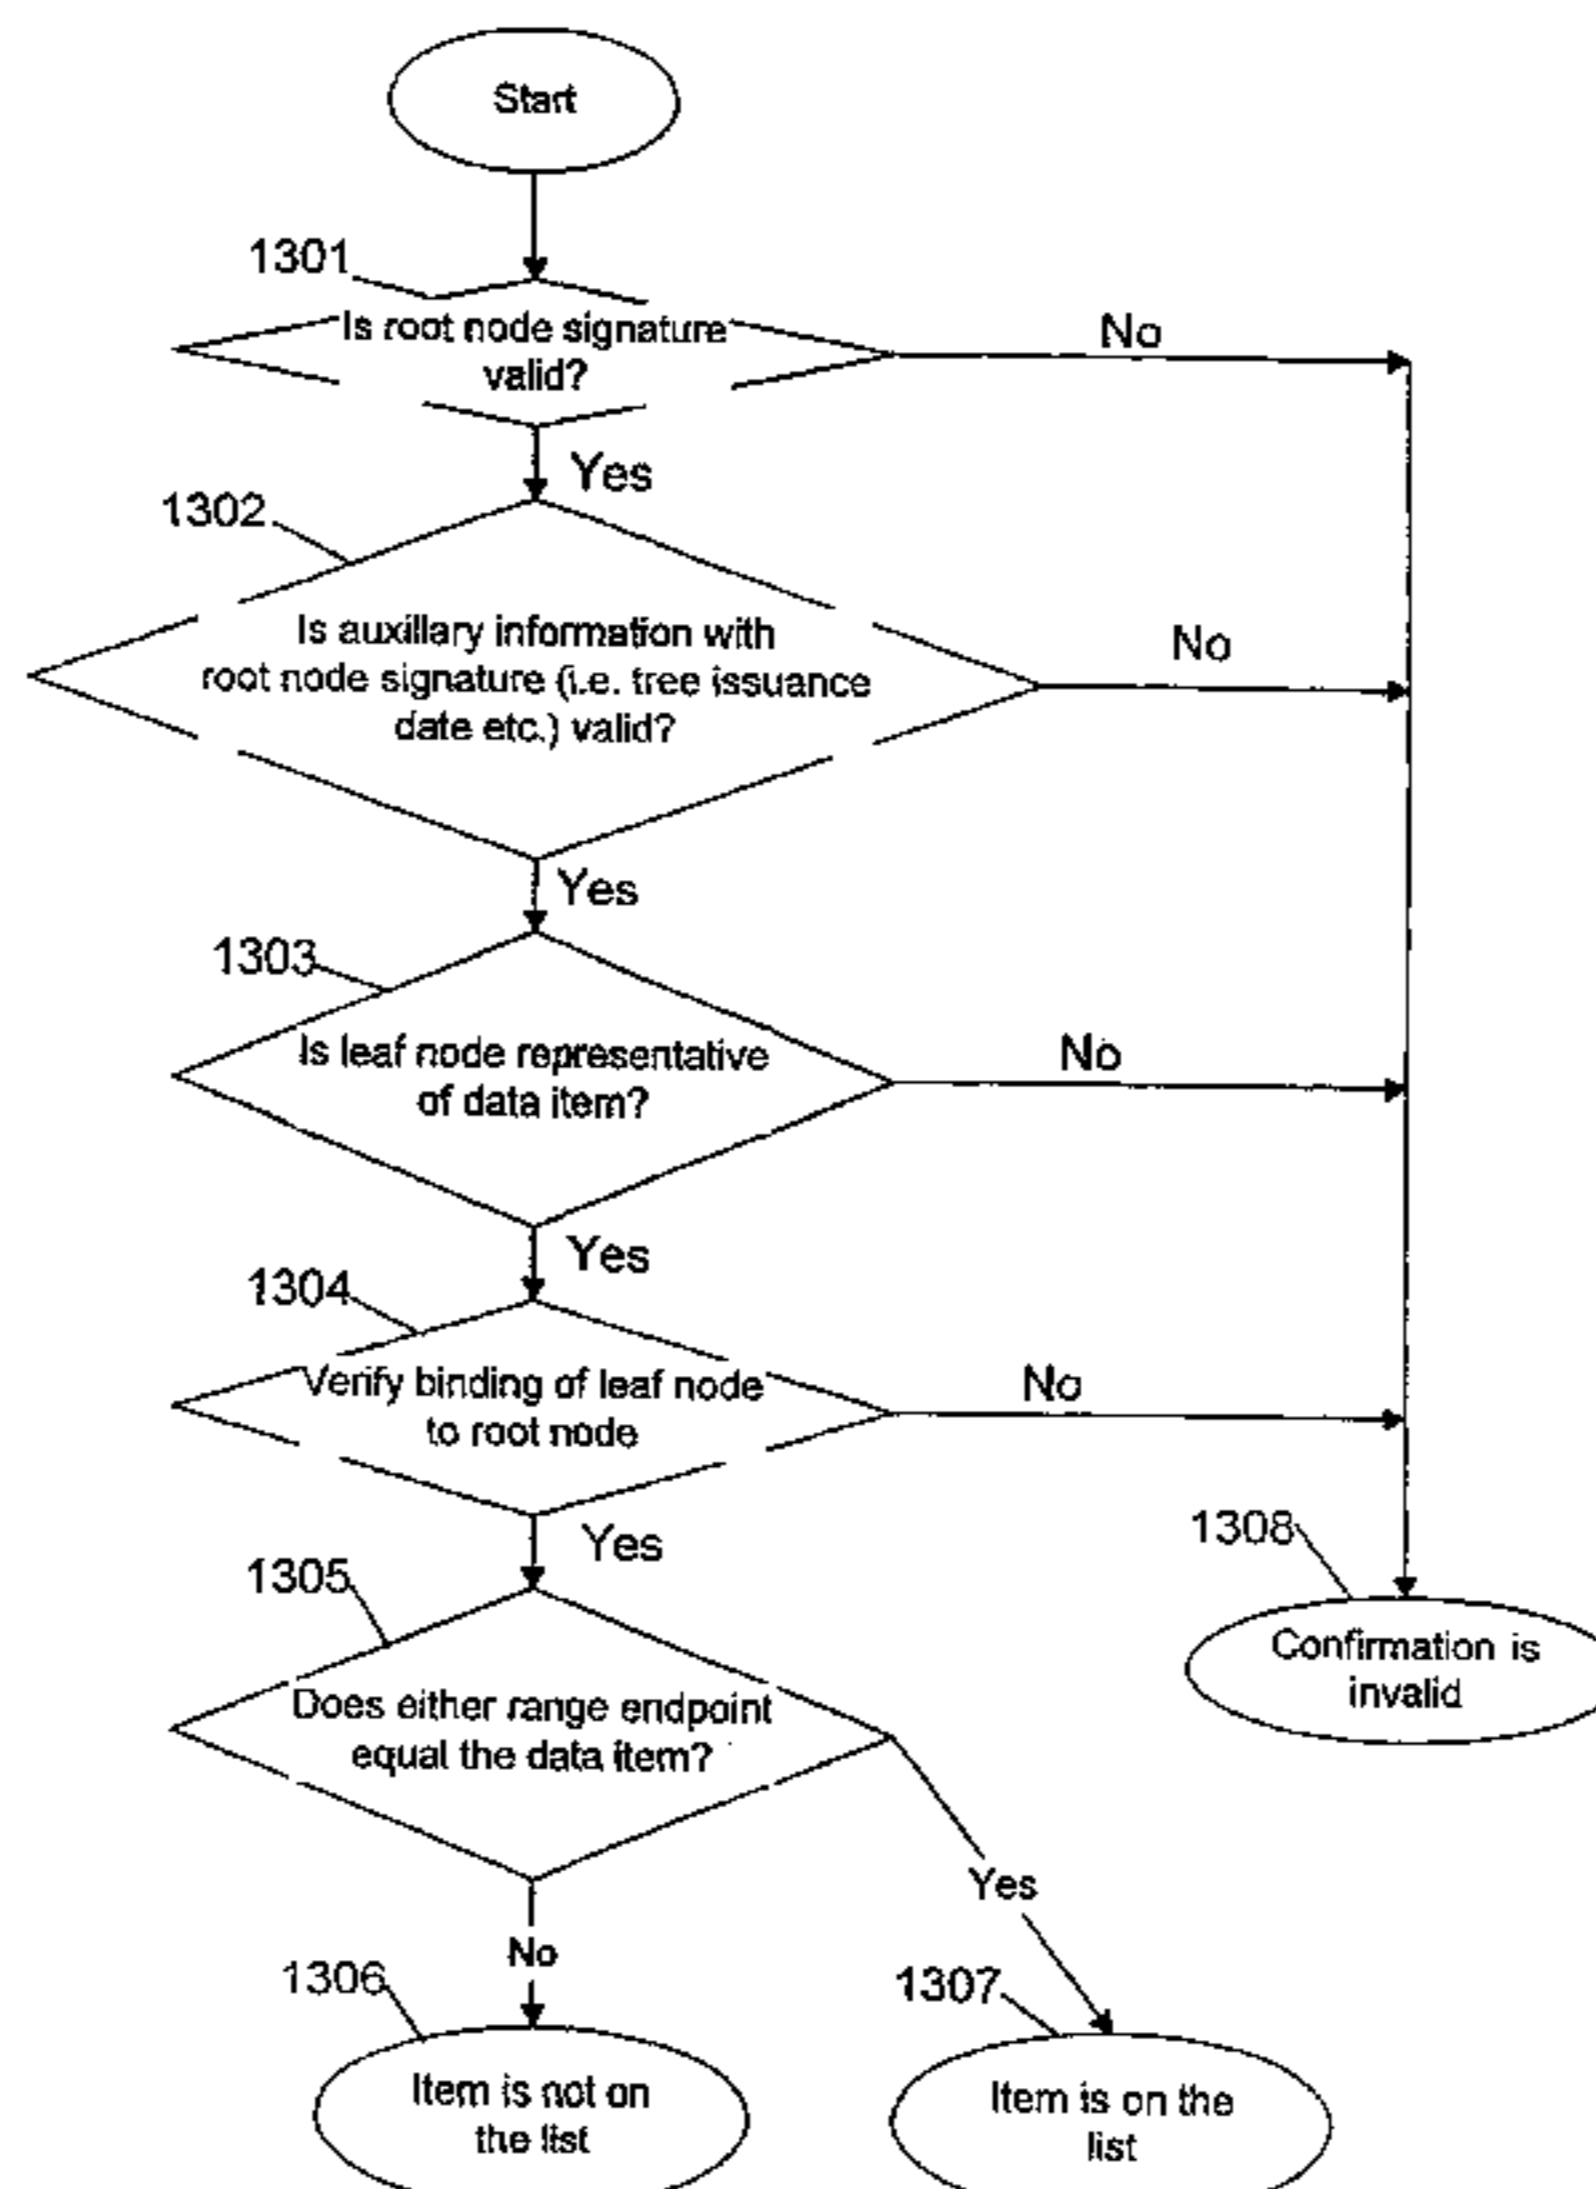 Start
1301
Is root node signature
valid?
No
Yes
1302
Is auxillary information with
root node signature (i.e. tree issuance
date etc.) valid?
No
Yes
1303
Is leaf node representative
of data item?
No
Yes
1304
Verify binding of leaf node
to root node
No
Yes
1305
Does either range endpoint
equal the data item?
1308
Confirmation is
invalid
Yes
No
1306
Item is not on
the list
1307
Item is on the
list